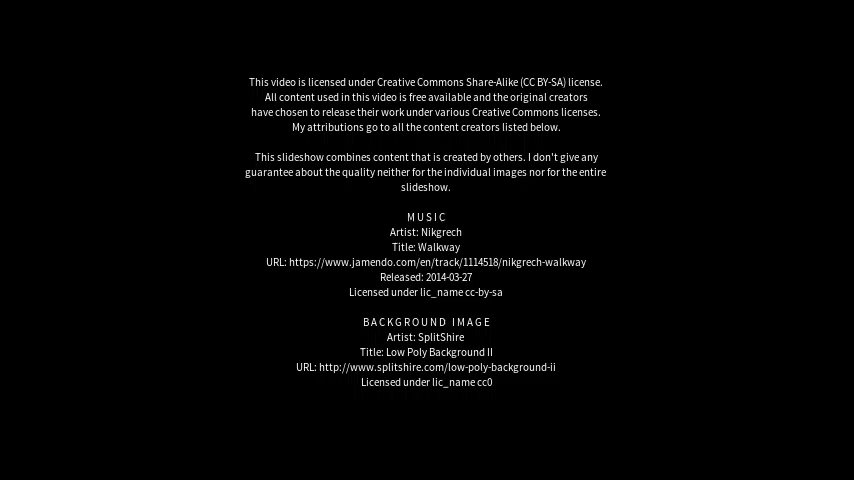 This video is licensed under Creative Commons Share-Alike (CC BY-SA) license.
All content used in this video is free available and the original creators
have chosen to release their work under various Creative Commons licenses.
My attributions go to all the content creators listed below.
This slideshow combines content that is created by others. I don't give any
guarantee about the quality neither for the individual images nor for the entire
slideshow.
MUSIC
Artist: Nikgrech
Title: Walkway
URL: https://www.jamendo.com/en/track/1114518/nikgrech-walkway
Released: 2014-03-27
Licensed under lic_name cc-by-sa
BACKGROUND IMAGE
Artist: SplitShire
Title: Low Poly Background II
URL: http://www.splitshire.com/low-poly-background-ii
Licensed under lic_name cc0